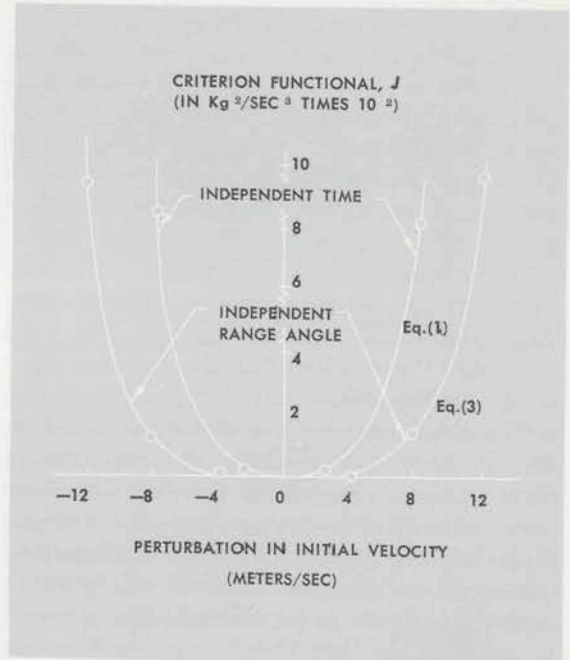 CRITERION FUNCTIONAL, J
(IN Kg ²/SEC ³ TIMES 10 ²)
10
INDEPENDENT TIME
8
6
INDEPENDENT
RANGE ANGLE
Eq.(1)
4
Eq.(3)
2
—12 —8 —4 0 4 8 12
PERTURBATION IN INITIAL VELOCITY
(METERS/SEC)